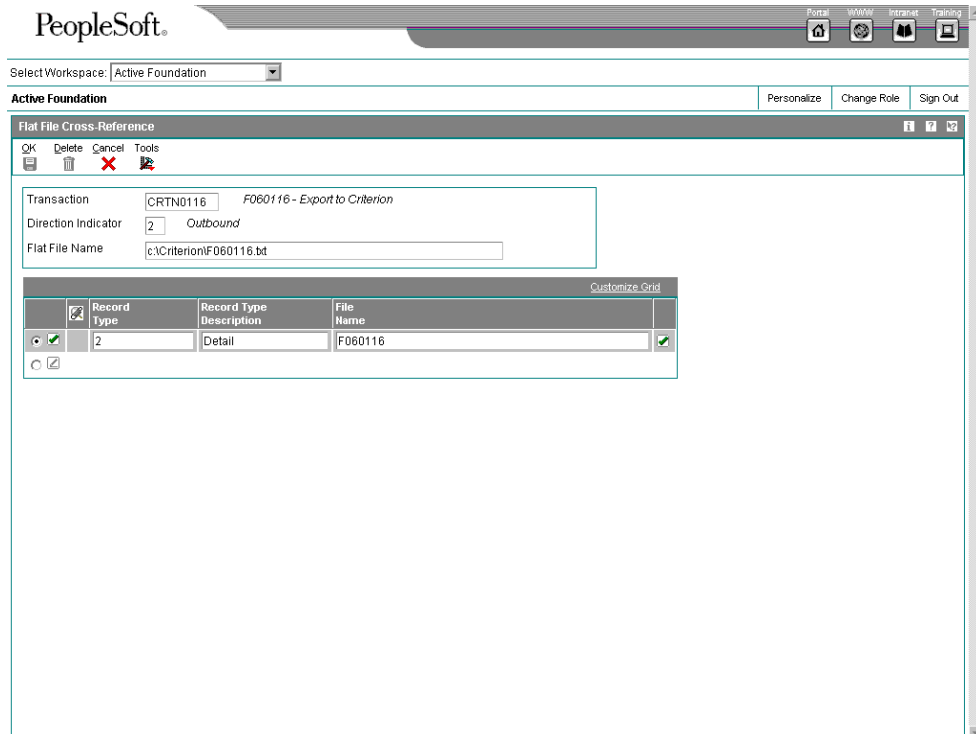 PeopleSoft®
Portal WWW Intranet Training
Select Workspace: Active Foundation
Active Foundation Personalize Change Role Sign Out
Flat File Cross-Reference
OK Delete Cancel Tools
Transaction CRTN0116 F060116 - Export to Criterion
Direction Indicator 2 Outbound
Flat File Name c:\Criterion\F060116.txt
Customize Grid
Record Type Record Type Description File Name
2 Detail F060116